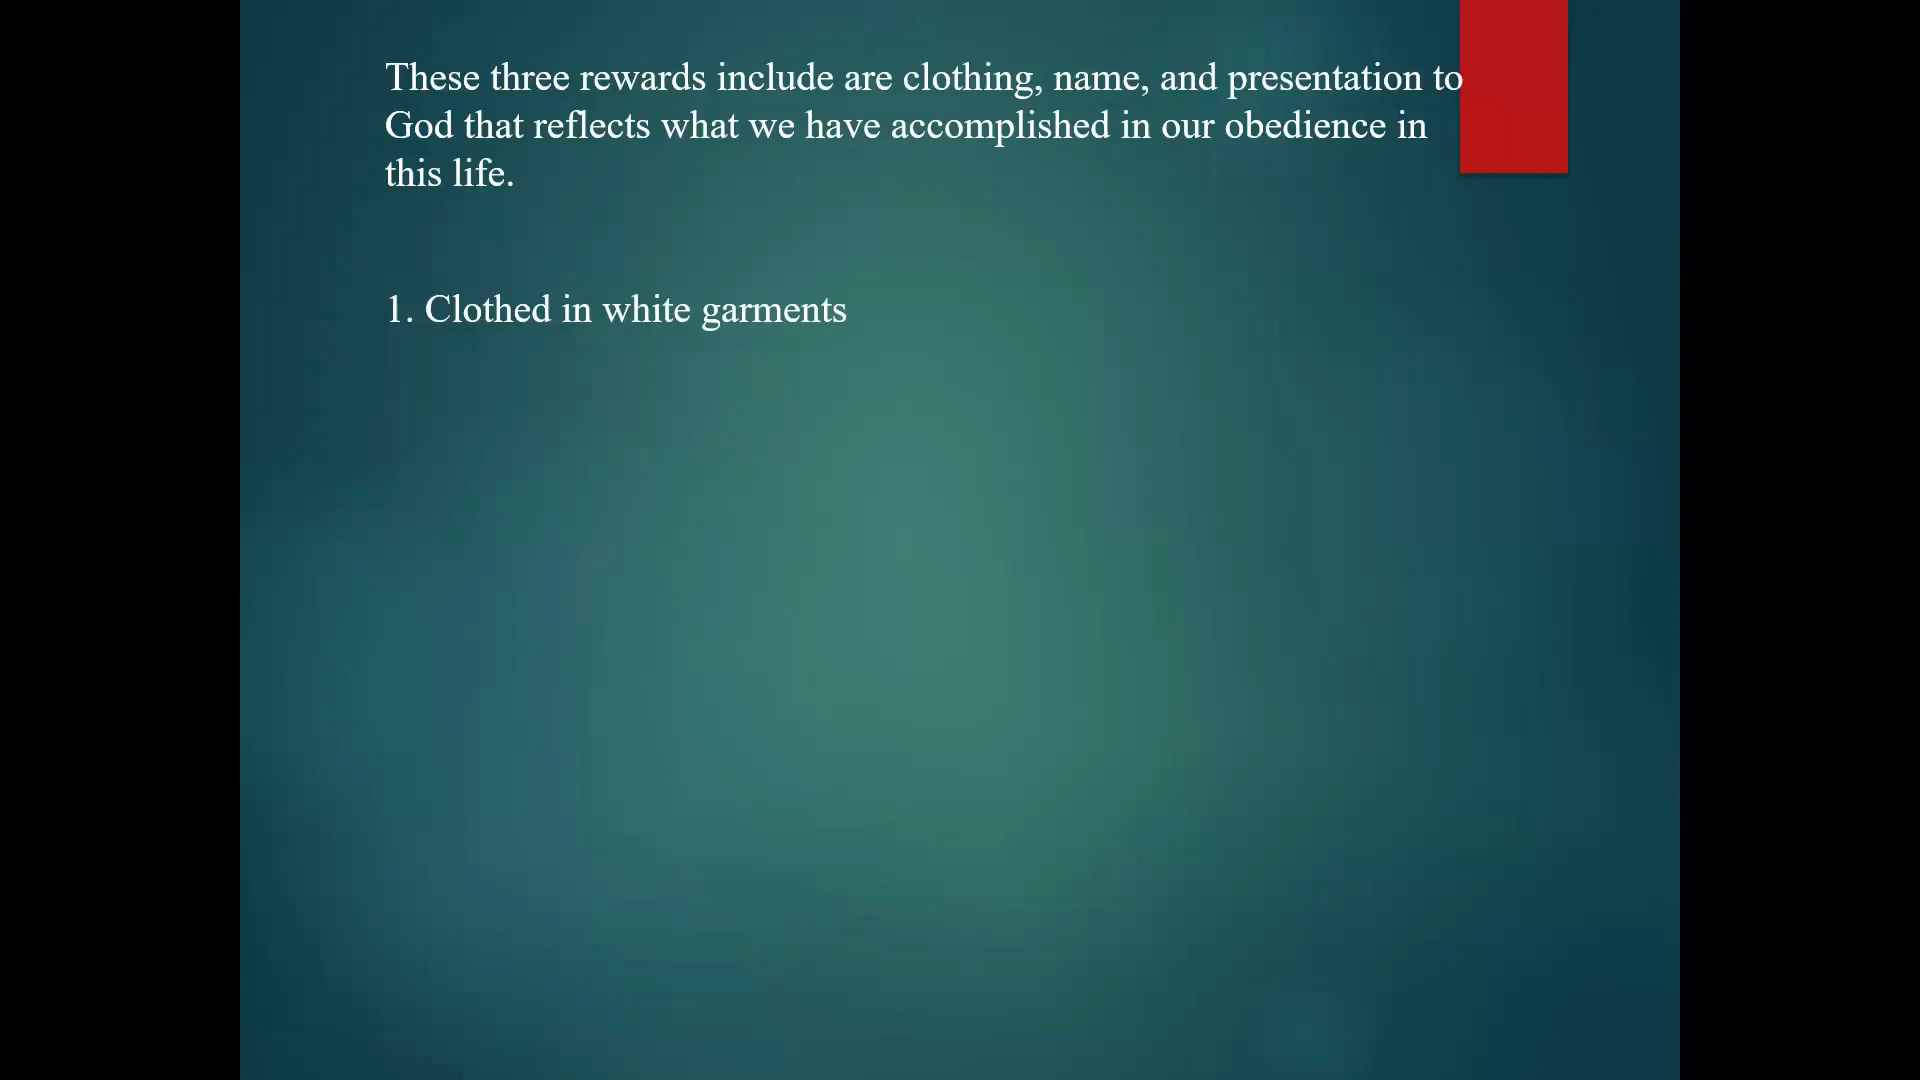 These three rewards include are clothing, name, and presentation to
God that reflects what we have accomplished in our obedience in
this life.
1. Clothed in white garments